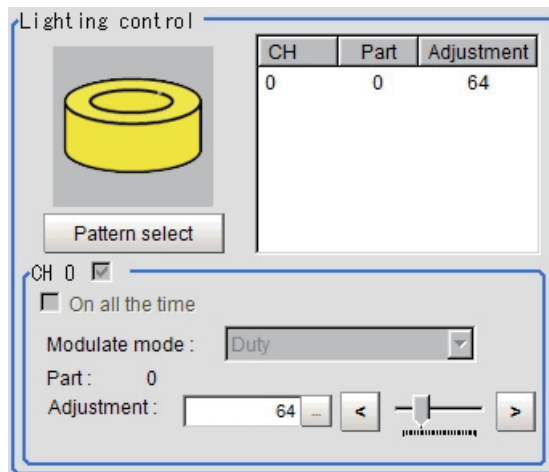 Lighting control
CH Part Adjustment
0 0 64
Pattern select
CH 0
On all the time
Modulate mode : Duty
Part : 0
Adjustment : 64 ... < >